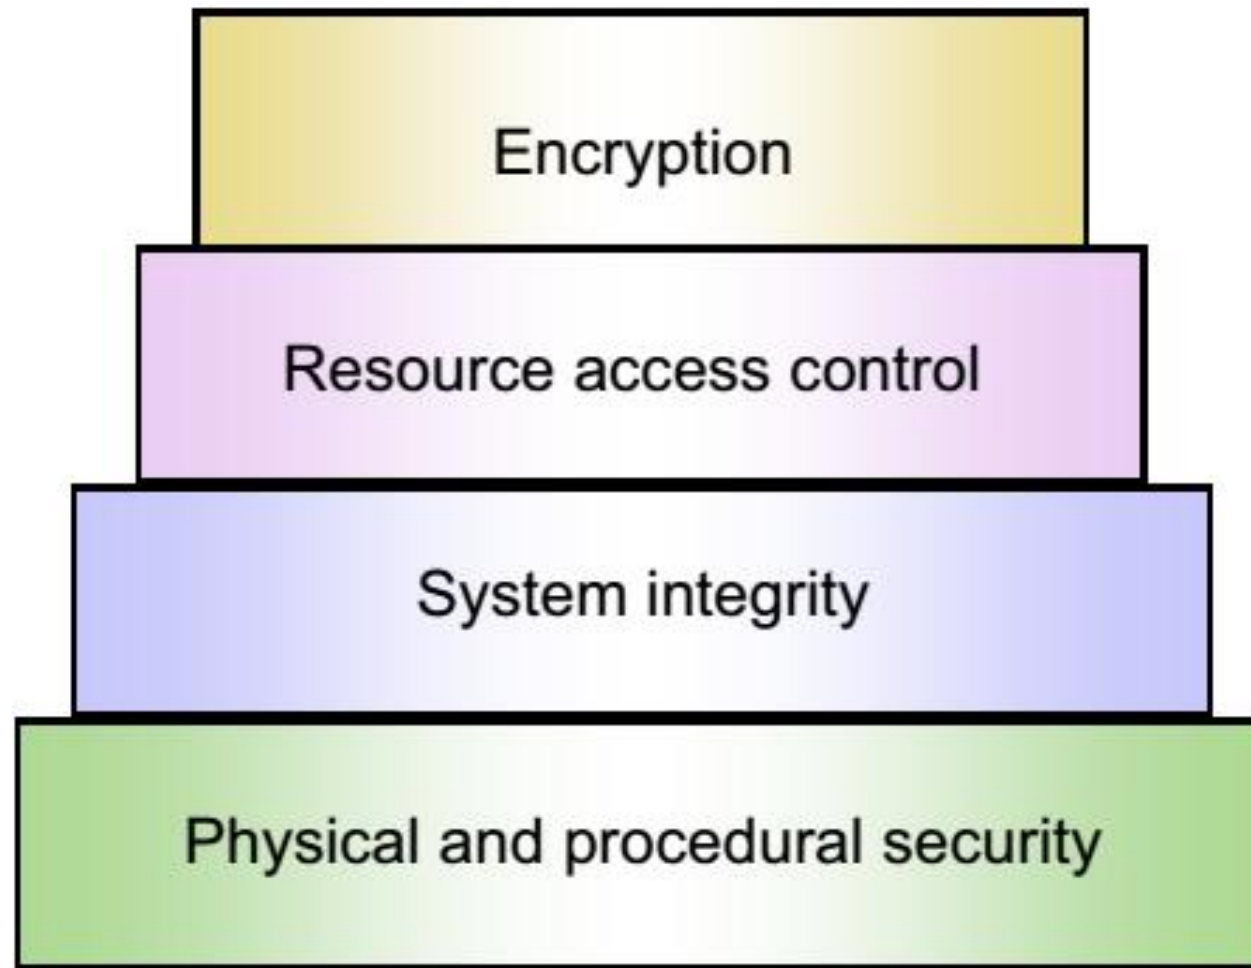 Encryption
Resource access control
System integrity
Physical and procedural security